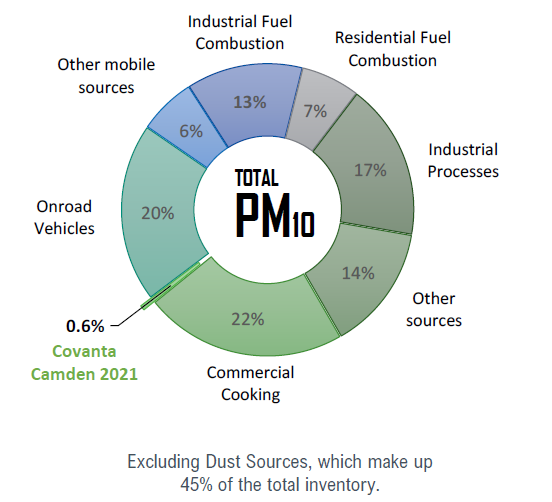 Industrial Fuel
Combustion
Residential Fuel
Combustion
Other mobile
sources
13%
7%
6%
Industrial
Processes
17%
TOTAL
PM10
Onroad
Vehicles
20%
14%
Other
sources
0.6%
22%
Covanta
Camden 2021
Commercial
Cooking
Excluding Dust Sources, which make up
45% of the total inventory.